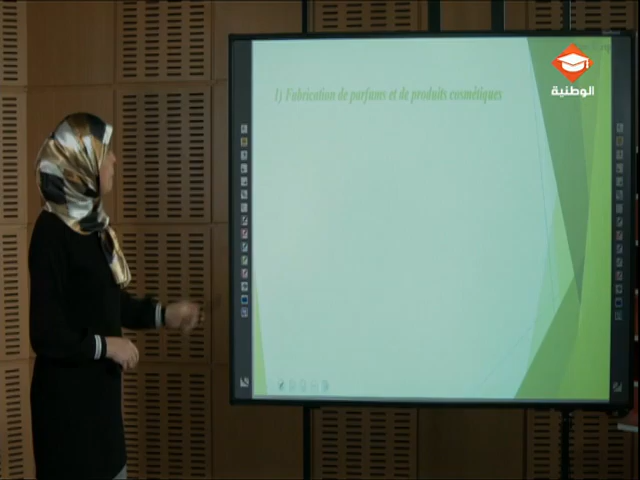 الوطنية
1) Fabrication de parfums et de produits cosmétiques